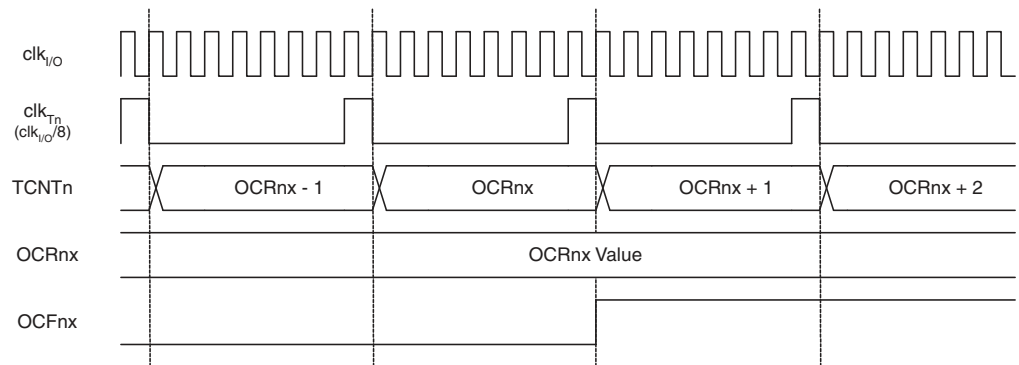 clkI/O
clkTn
(clkI/O/8)
TCNTn
OCRnx - 1
OCRnx
OCRnx + 1
OCRnx + 2
OCRnx
OCRnx Value
OCFnx